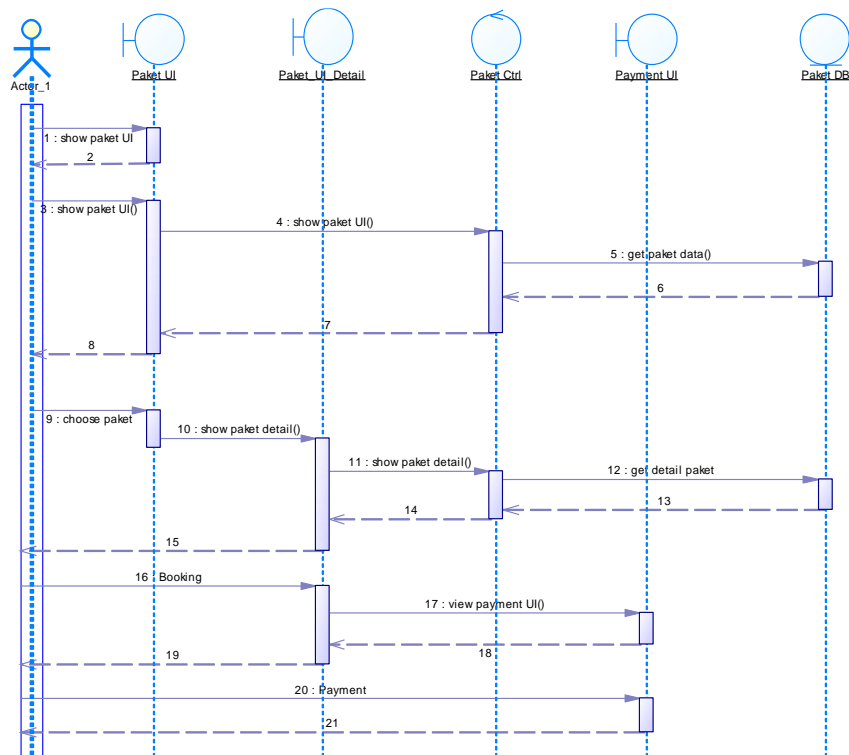 Actor_1
Paket UI
Paket_UI_Detail
Paket Ctrl
Payment UI
Paket DB
1 : show paket UI
2
3 : show paket UI()
4 : show paket UI()
5 : get paket data()
6
7
8
9 : choose paket
10 : show paket detail()
11 : show paket detail()
12 : get detail paket
13
14
15
16 : Booking
17 : view payment UI()
18
19
20 : Payment
21